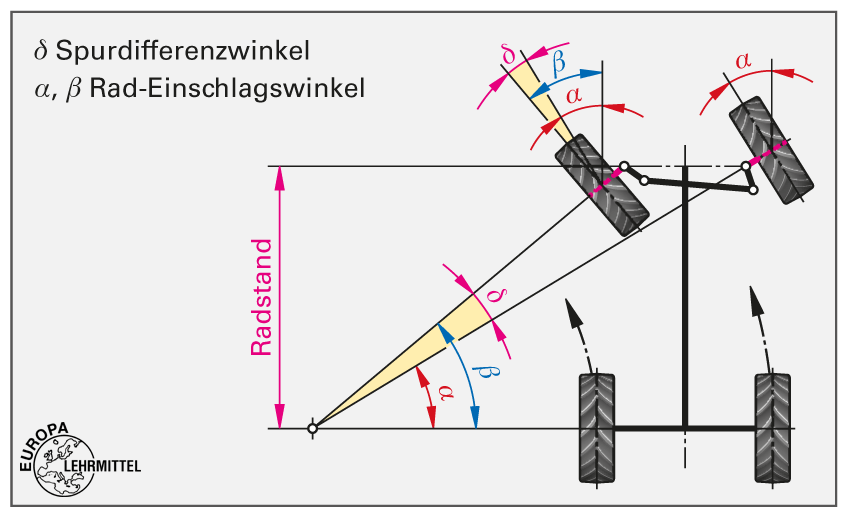 δ Spurdifferenzwinkel
α, β Rad-Einschlagswinkel
δ
β
α
α
Radstand
δ
β
α
EUROPA
LEHRMITTEL